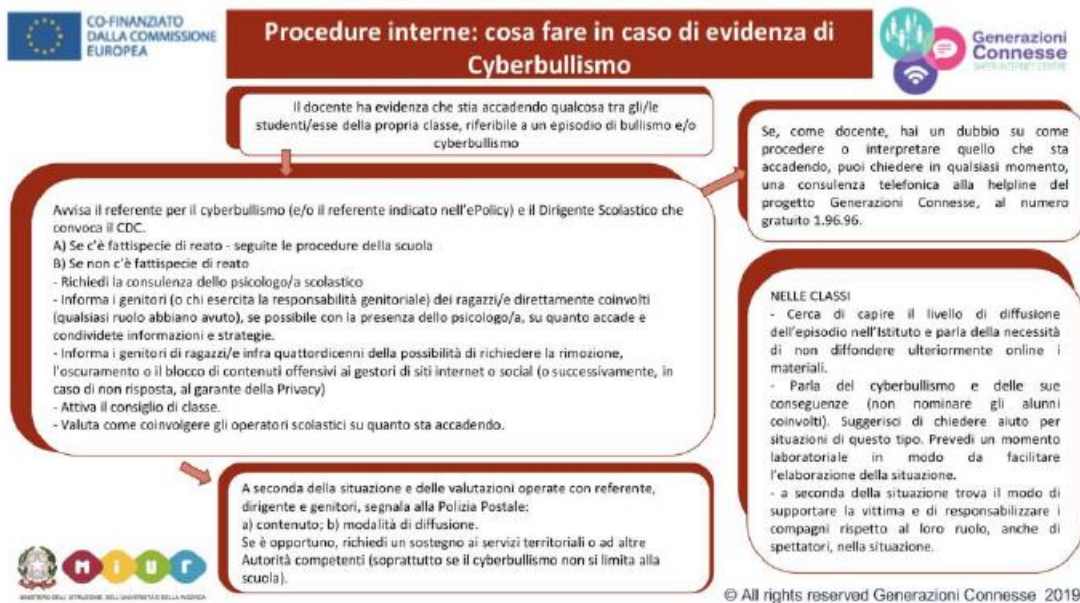 CO-FINANZIATO
DALLA COMMISSIONE
EUROPEA
Procedure interne: cosa fare in caso di evidenza di
Cyberbullismo
Generazioni
Connesse
SAFER INTERNET CENTRE
Il docente ha evidenza che stia accadendo qualcosa tra gli/le
studenti/esse della propria classe, riferibile a un episodio di bullismo e/o
cyberbullismo
Se, come docente, hai un dubbio su come
procedere o interpretare quello che sta
accadendo, puoi chiedere in qualsiasi momento,
una consulenza telefonica alla helpline del
progetto Generazioni Connesse, al numero
gratuito 1.96.96.
Avvisa il referente per il cyberbullismo (e/o il referente indicato nell'ePolicy) e il Dirigente Scolastico che
convoca il CDC.
A) Se c'è fattispecie di reato - seguite le procedure della scuola
B) Se non c'è fattispecie di reato
- Richiedi la consulenza dello psicologo/a scolastico
- Informa i genitori (o chi esercita la responsabilità genitoriale) dei ragazzi/e direttamente coinvolti
(qualsiasi ruolo abbiano avuto), se possibile con la presenza dello psicologo/a, su quanto accade e
condividete informazioni e strategie.
- Informa i genitori di ragazzi/e infra quattordicenni della possibilità di richiedere la rimozione,
l'oscuramento o il blocco di contenuti offensivi ai gestori di siti internet o social (o successivamente, in
caso di non risposta, al garante della Privacy)
- Attiva il consiglio di classe.
- Valuta come coinvolgere gli operatori scolastici su quanto sta accadendo.
NELLE CLASSI
- Cerca di capire il livello di diffusione
dell'episodio nell'Istituto e parla della necessità
di non diffondere ulteriormente online i
materiali.
- Parla del cyberbullismo e delle sue
conseguenze (non nominare gli alunni
coinvolti). Suggerisci di chiedere aiuto per
situazioni di questo tipo. Prevedi un momento
laboratoriale in modo da facilitare
l'elaborazione della situazione.
- a seconda della situazione trova il modo di
supportare la vittima e di responsabilizzare i
compagni rispetto al loro ruolo, anche di
spettatori, nella situazione.
A seconda della situazione e delle valutazioni operate con referente,
dirigente e genitori, segnala alla Polizia Postale:
a) contenuto; b) modalità di diffusione.
Se è opportuno, richiedi un sostegno ai servizi territoriali o ad altre
Autorità competenti (soprattutto se il cyberbullismo non si limita alla
scuola).
miur
MINISTERO DELL'ISTRUZIONE, DELL'UNIVERSITÀ E DELLA RICERCA
© All rights reserved Generazioni Connesse 2019